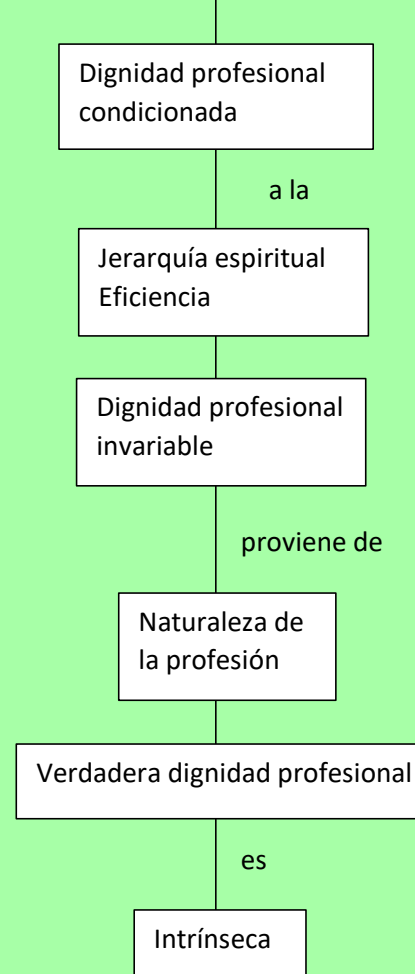 Dignidad profesional
condicionada
a la
Jerarquía espiritual
Eficiencia
Dignidad profesional
invariable
proviene de
Naturaleza de
la profesión
Verdadera dignidad profesional
es
Intrínseca